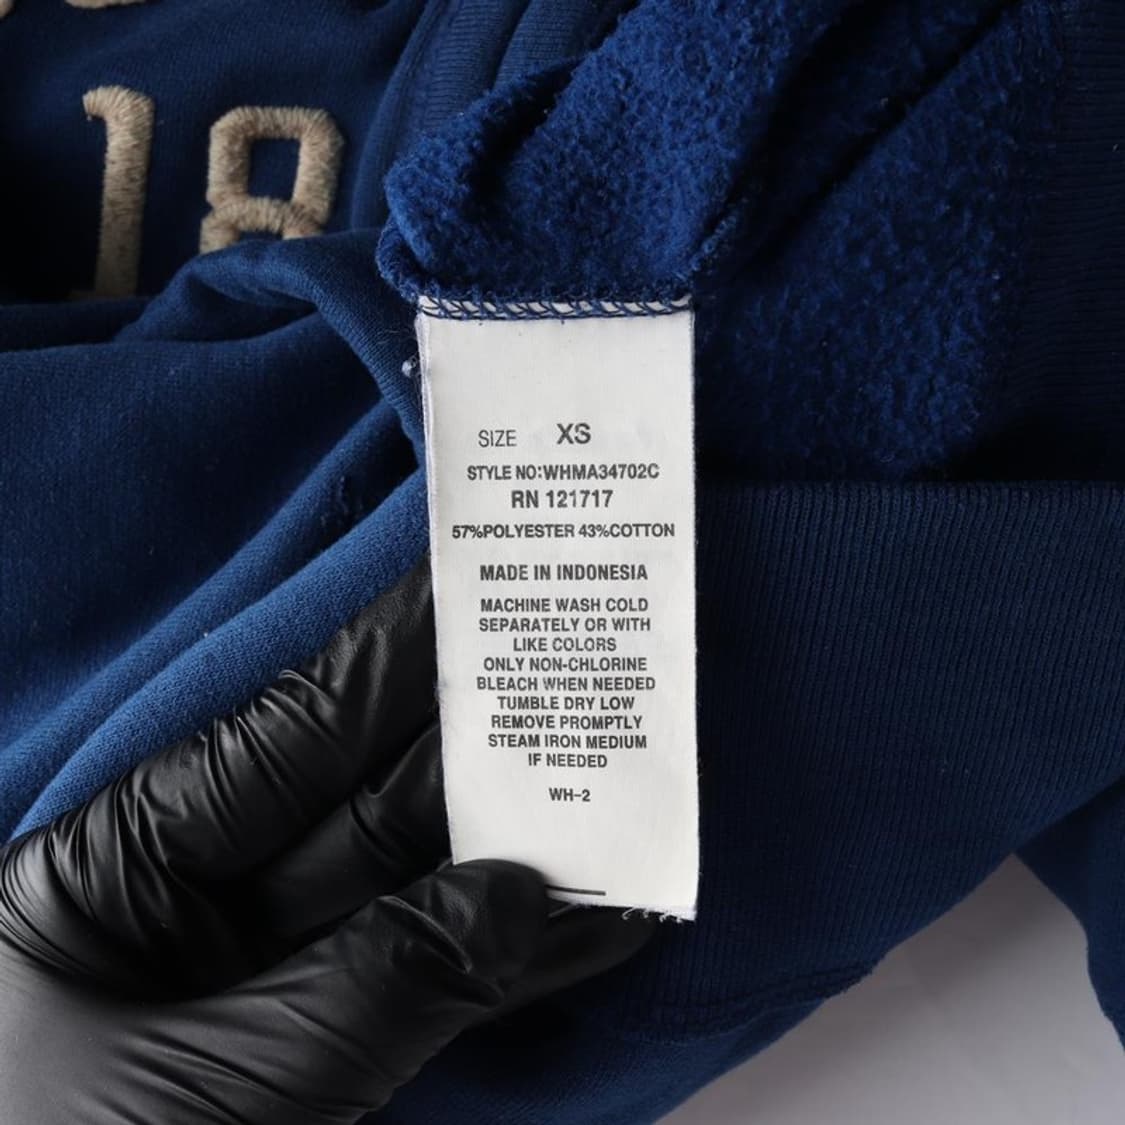 18
SIZE XS
STYLE NO:WHMA34702C
RN 121717
57%POLYESTER 43%COTTON
MADE IN INDONESIA
MACHINE WASH COLD
SEPARATELY OR WITH
LIKE COLORS
ONLY NON-CHLORINE
BLEACH WHEN NEEDED
TUMBLE DRY LOW
REMOVE PROMPTLY
STEAM IRON MEDIUM
IF NEEDED
WH-2